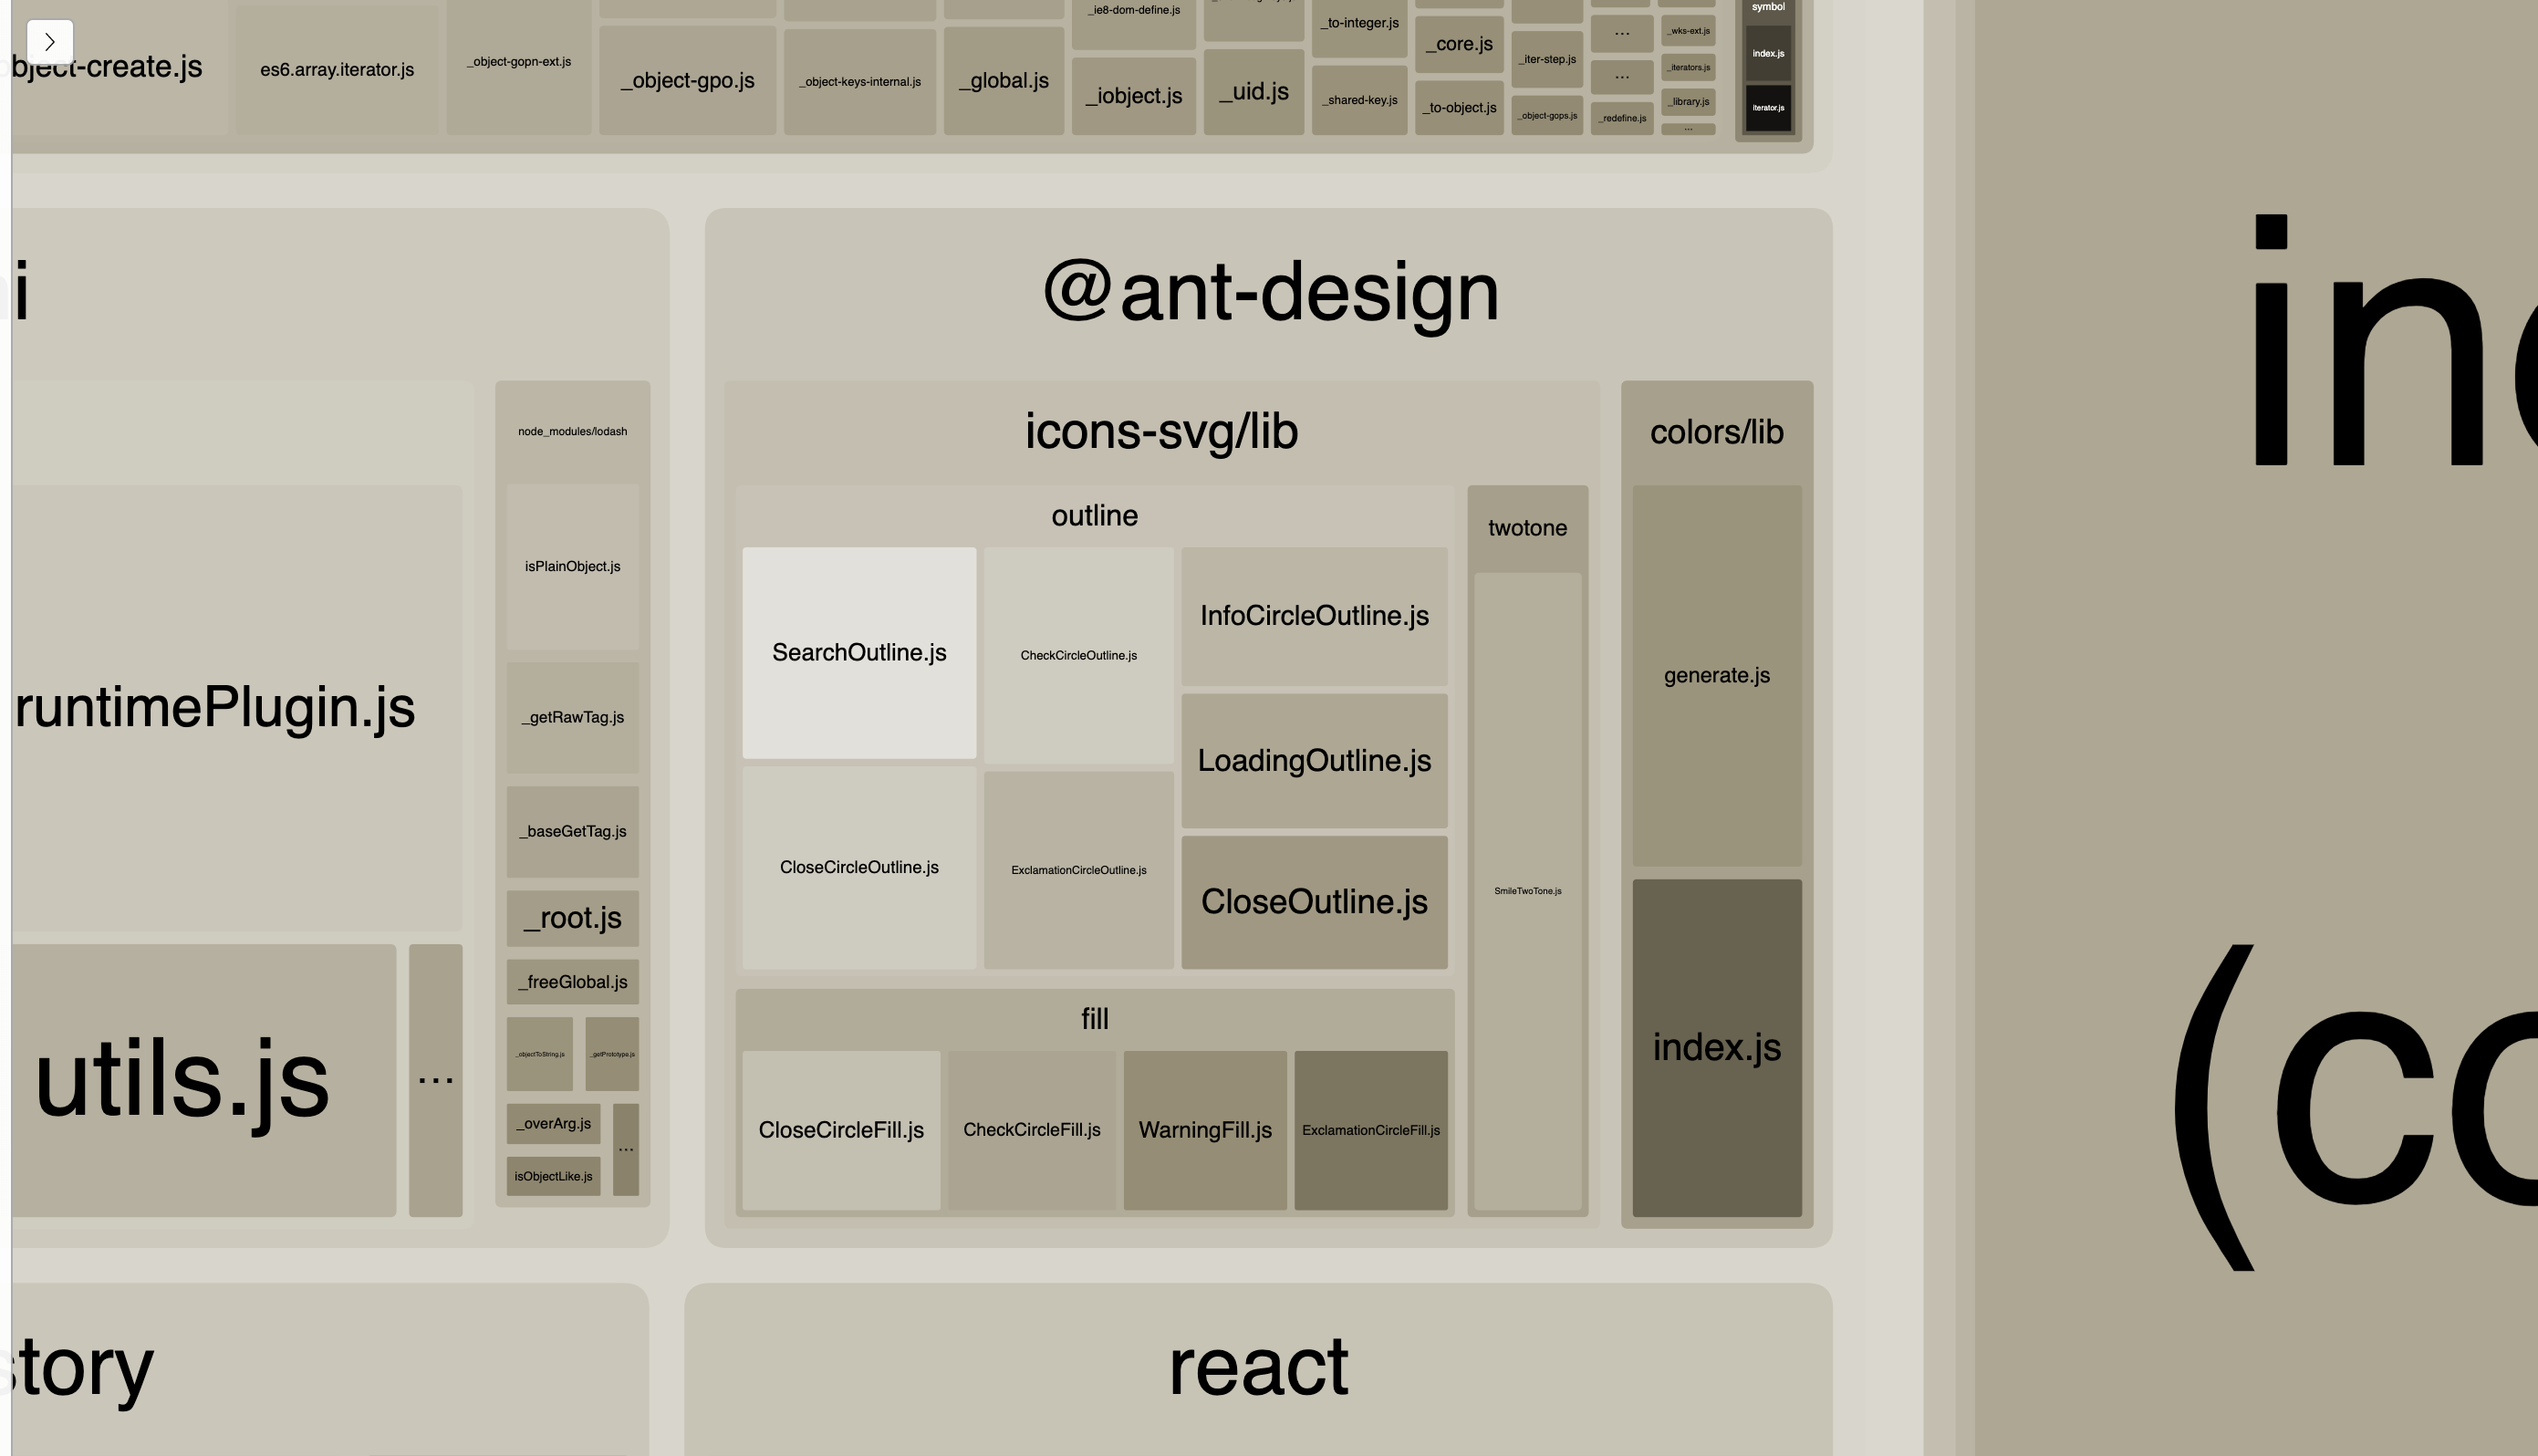 _ie8-dom-define.js
_to-integer.js
symbol
_core.js
...
_wks-ext.js
index.js
bject-create.js
es6.array.iterator.js
_object-gopn-ext.js
_object-gpo.js
_object-keys-internal.js
_global.js
_iobject.js
_uid.js
_shared-key.js
_iter-step.js
...
_iterators.js
_to-object.js
_object-gops.js
_redefine.js
_library.js
...
iterator.js
i
@ant-design
node_modules/lodash
isPlainObject.js
_getRawTag.js
_baseGetTag.js
_root.js
_freeGlobal.js
_objectToString.js
_getPrototype.js
_overArg.js
...
isObjectLike.js
runtimePlugin.js
utils.js
...
icons-svg/lib
outline
SearchOutline.js
CheckCircleOutline.js
InfoCircleOutline.js
LoadingOutline.js
CloseCircleOutline.js
ExclamationCircleOutline.js
CloseOutline.js
fill
CloseCircleFill.js
CheckCircleFill.js
WarningFill.js
ExclamationCircleFill.js
twotone
SmileTwoTone.js
colors/lib
generate.js
index.js
story
react
in
(co